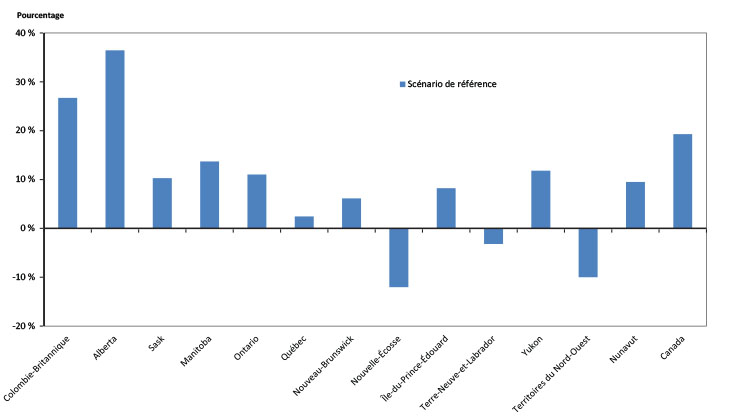 Pourcentage
40 %
30 %
20 %
10 %
0 %
-10 %
-20 %
Scénario de référence
Colombie-Britannique
Alberta
Sask
Manitoba
Ontario
Québec
Nouveau-Brunswick
Nouvelle-Écosse
Île-du-Prince-Édouard
Terre-Neuve-et-Labrador
Yukon
Territoires du Nord-Ouest
Nunavut
Canada